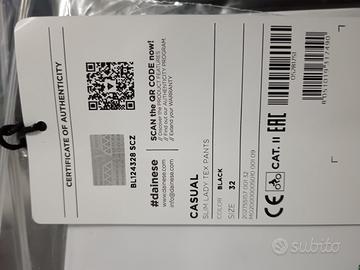 CERTIFICATE OF AUTHENTICITY
BL124328 SCZ
SCAN the QR CODE now!
// Discover the PRODUCT FEATURES
// Find out our AUTHENTICITY PROGRAM
// Extend your WARRANTY
#dainese
www.dainese.com
info@dainese.com
CASUAL
SLIM LADY TEX PANTS
COLOR BLACK
SIZE 32
CE
CAT. II
EAC
subito